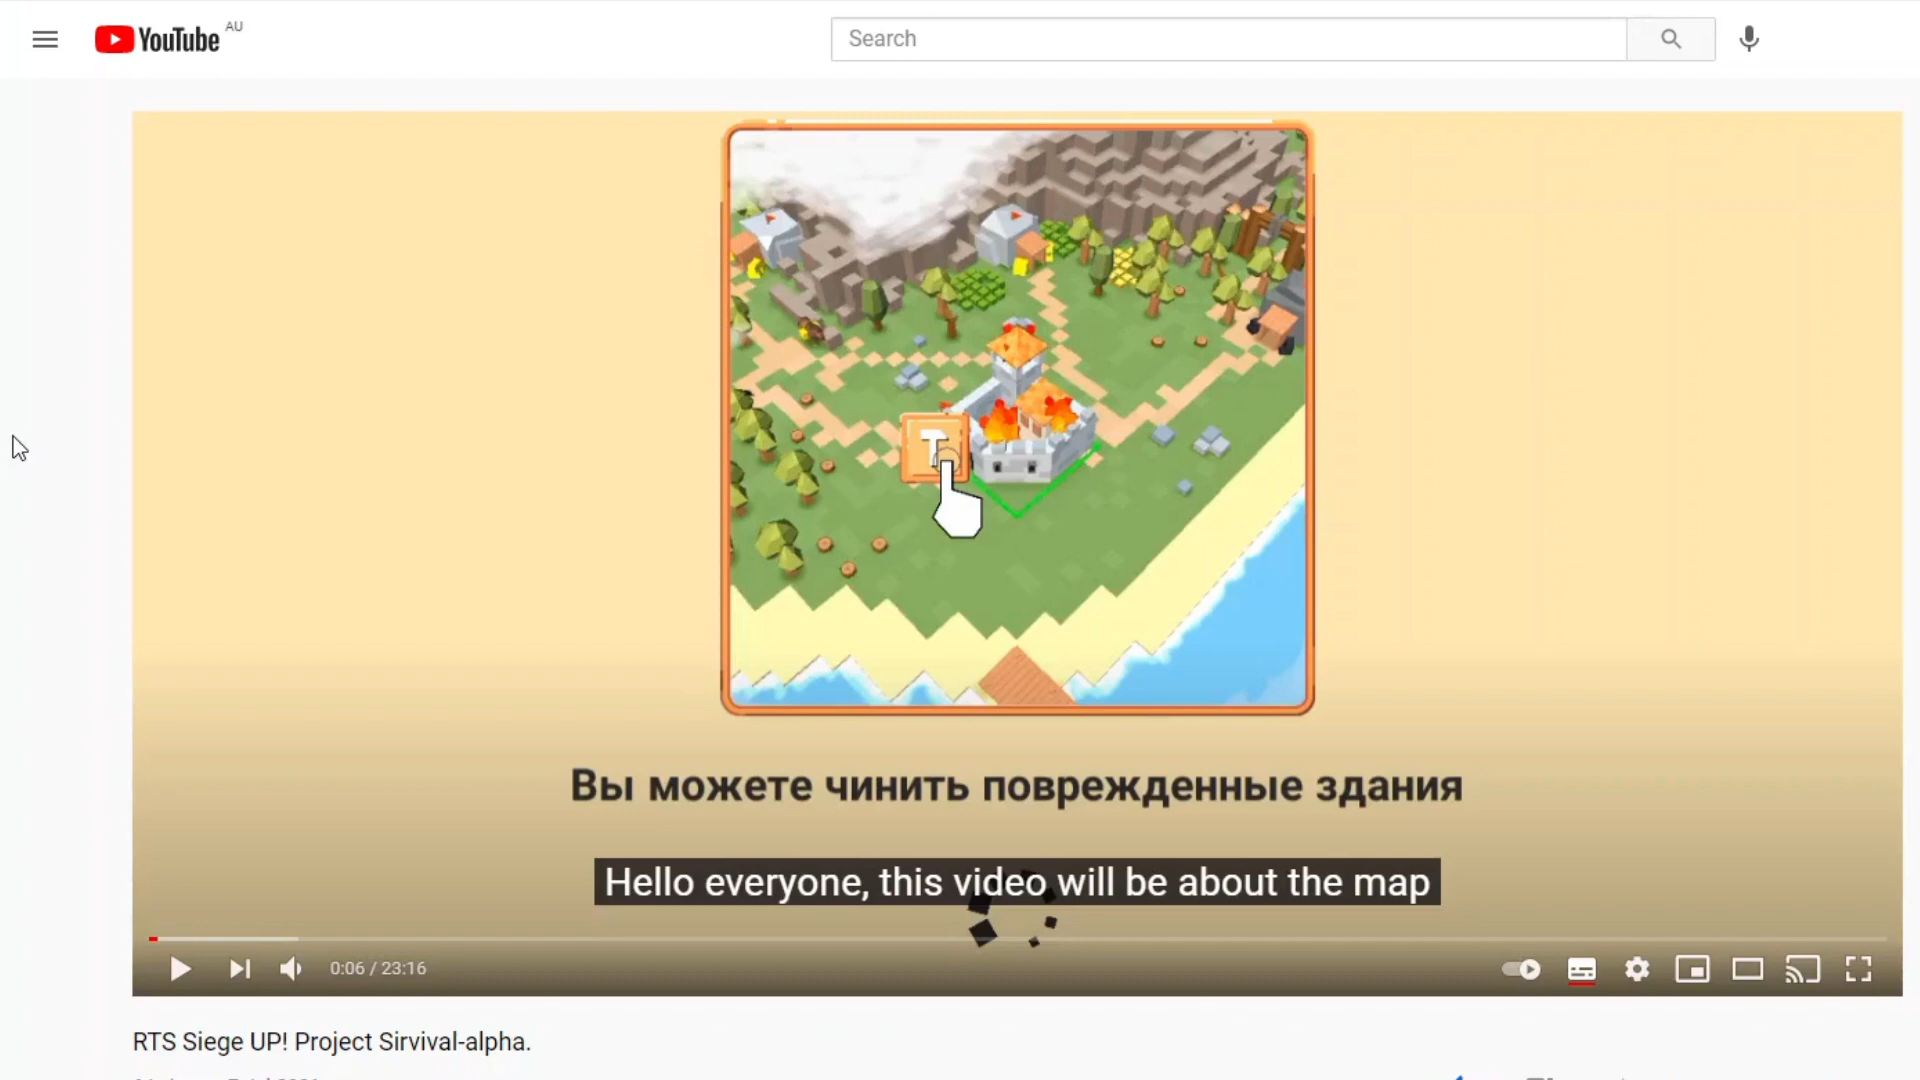 YouTube AU
Search
T
Вы можете чинить поврежденные здания
Hello everyone, this video will be about the map
0:06 / 23:16
RTS Siege UP! Project Sirvival-alpha.